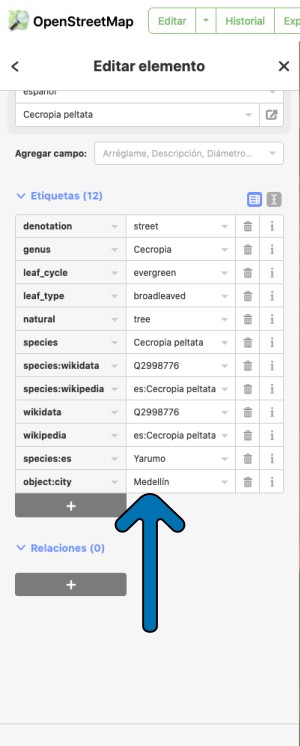 OpenStreetMap Editar Historial Exp
Editar elemento
español
Cecropia peltata
Agregar campo: Arréglame, Descripción, Diámetro...
Etiquetas (12)
denotation street
genus Cecropia
leaf_cycle evergreen
leaf_type broadleaved
natural tree
species Cecropia peltata
species:wikidata Q2998776
species:wikipedia es:Cecropia peltata
wikidata Q2998776
wikipedia es:Cecropia peltata
species:es Yarumo
object:city Medellín
+
Relaciones (0)
+